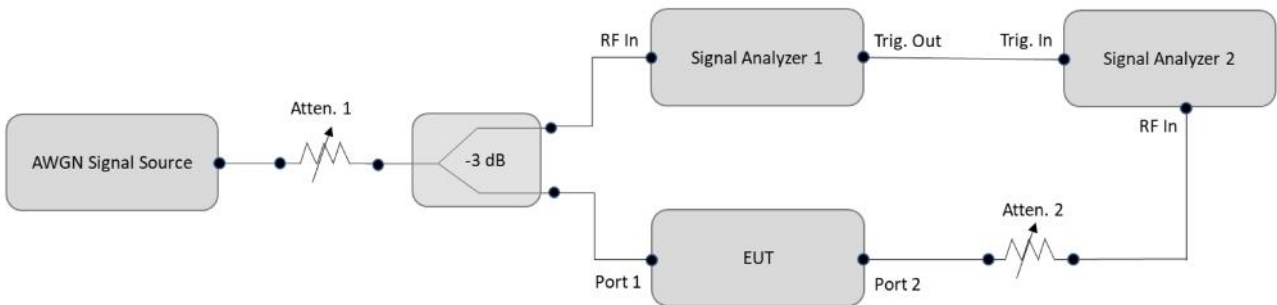 RF In
Signal Analyzer 1
Trig. Out
Trig. In
Signal Analyzer 2
RF In
Atten. 1
AWGN Signal Source
-3 dB
Port 1
EUT
Port 2
Atten. 2